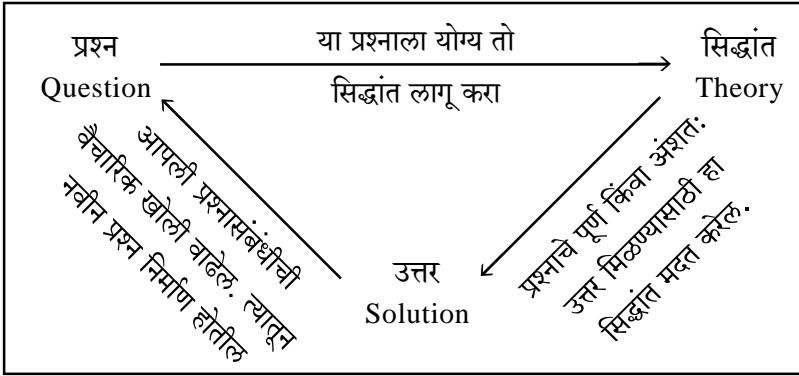 प्रश्न
Question
या प्रश्नाला योग्य तो
सिद्धांत लागू करा
सिद्धांत
Theory
प्रश्नाचे पूर्ण किंवा अंशतः
उत्तर मिळण्यासाठी हा
सिद्धांत मदत करेल.
उत्तर
Solution
आपली प्रश्नासंबंधीची
वैचारिक खोली वाढेल. त्यातून
नवीन प्रश्न निर्माण होतील